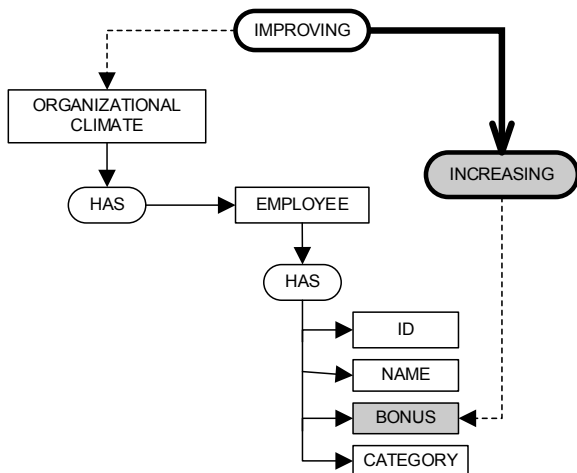 IMPROVING
ORGANIZATIONAL
CLIMATE
INCREASING
HAS
EMPLOYEE
HAS
ID
NAME
BONUS
CATEGORY